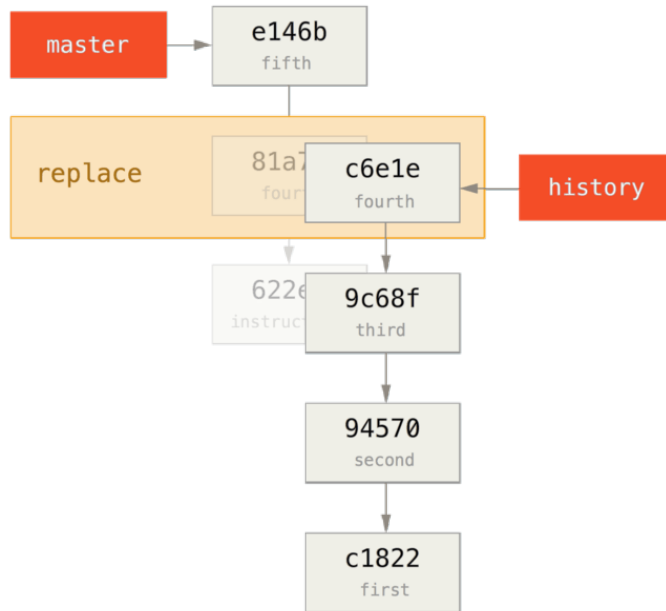 e146b
master
fifth
replace
c6e1e
fourth
history
9c68f
third
94570
second
c1822
first